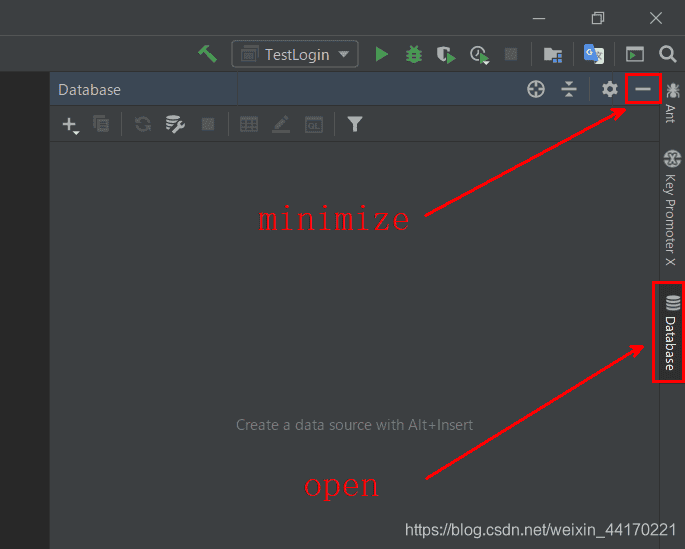 TestLogin
Database
Ant
Key Promoter X
minimize
Database
Create a data source with Alt+Insert
open
https://blog.csdn.net/weixin_44170221